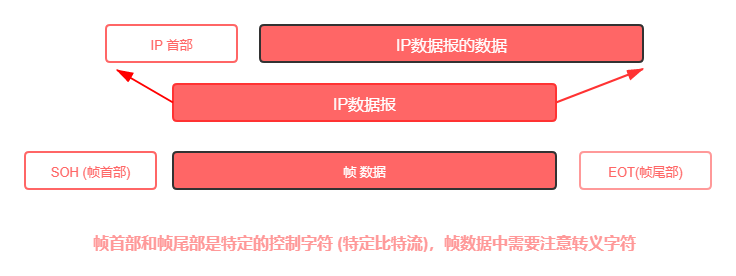 IP 首部
IP数据报的数据
IP数据报
SOH (帧首部)
帧 数据
EOT(帧尾部)
帧首部和帧尾部是特定的控制字符 (特定比特流)，帧数据中需要注意转义字符